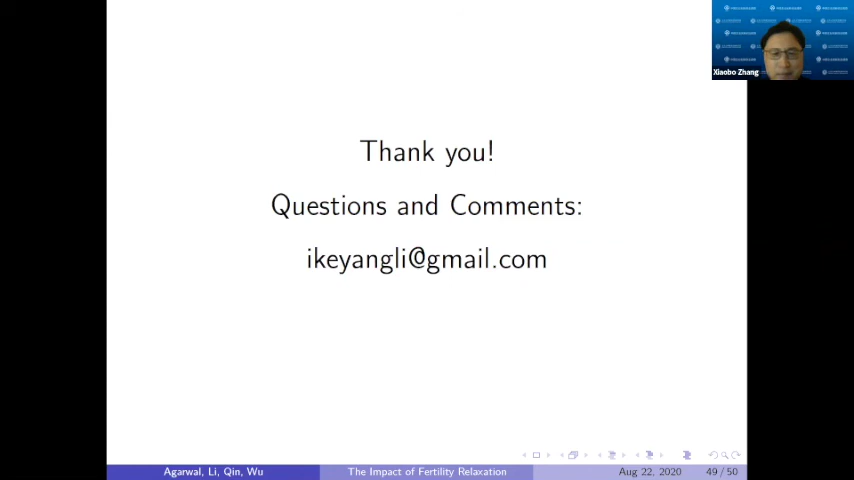 Xiaobo Zhang
Thank you!
Questions and Comments:
ikeyangli@gmail.com
Agarwal, Li, Qin, Wu
The Impact of Fertility Relaxation
Aug 22, 2020
49 / 50